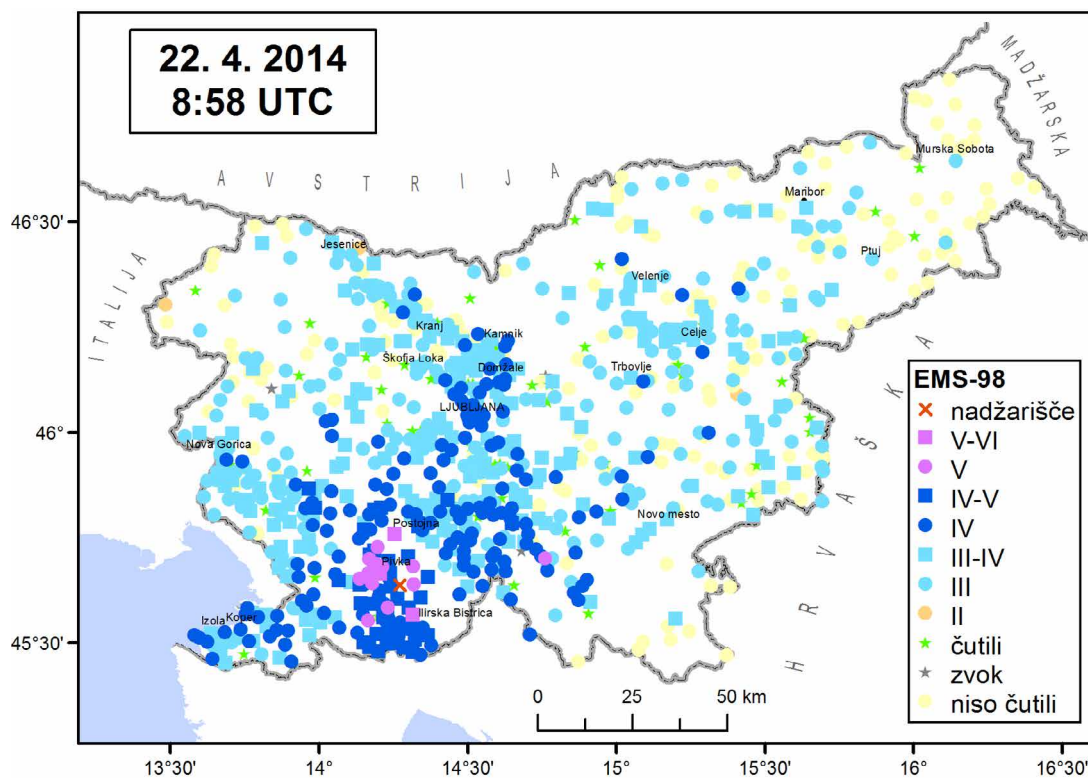 22. 4. 2014
8:58 UTC
MADŽARSKA
AVSTRIJA
ITALIJA
HRVAŠKA
Murska Sobota
Maribor
Ptuj
Jesenice
Velenje
Kranj
Kamnik
Celje
Škofja Loka
Domžale
Trbovlje
LJUBLJANA
Nova Gorica
Novo mesto
Postojna
Pivka
Ilirska Bistrica
Izola
Koper
46°30'
46°
45°30'
EMS-98
nadžarišče
V-VI
V
IV-V
IV
III-IV
III
II
čutili
zvok
niso čutili
0 25 50 km
13°30' 14° 14°30' 15° 15°30' 16° 16°30'